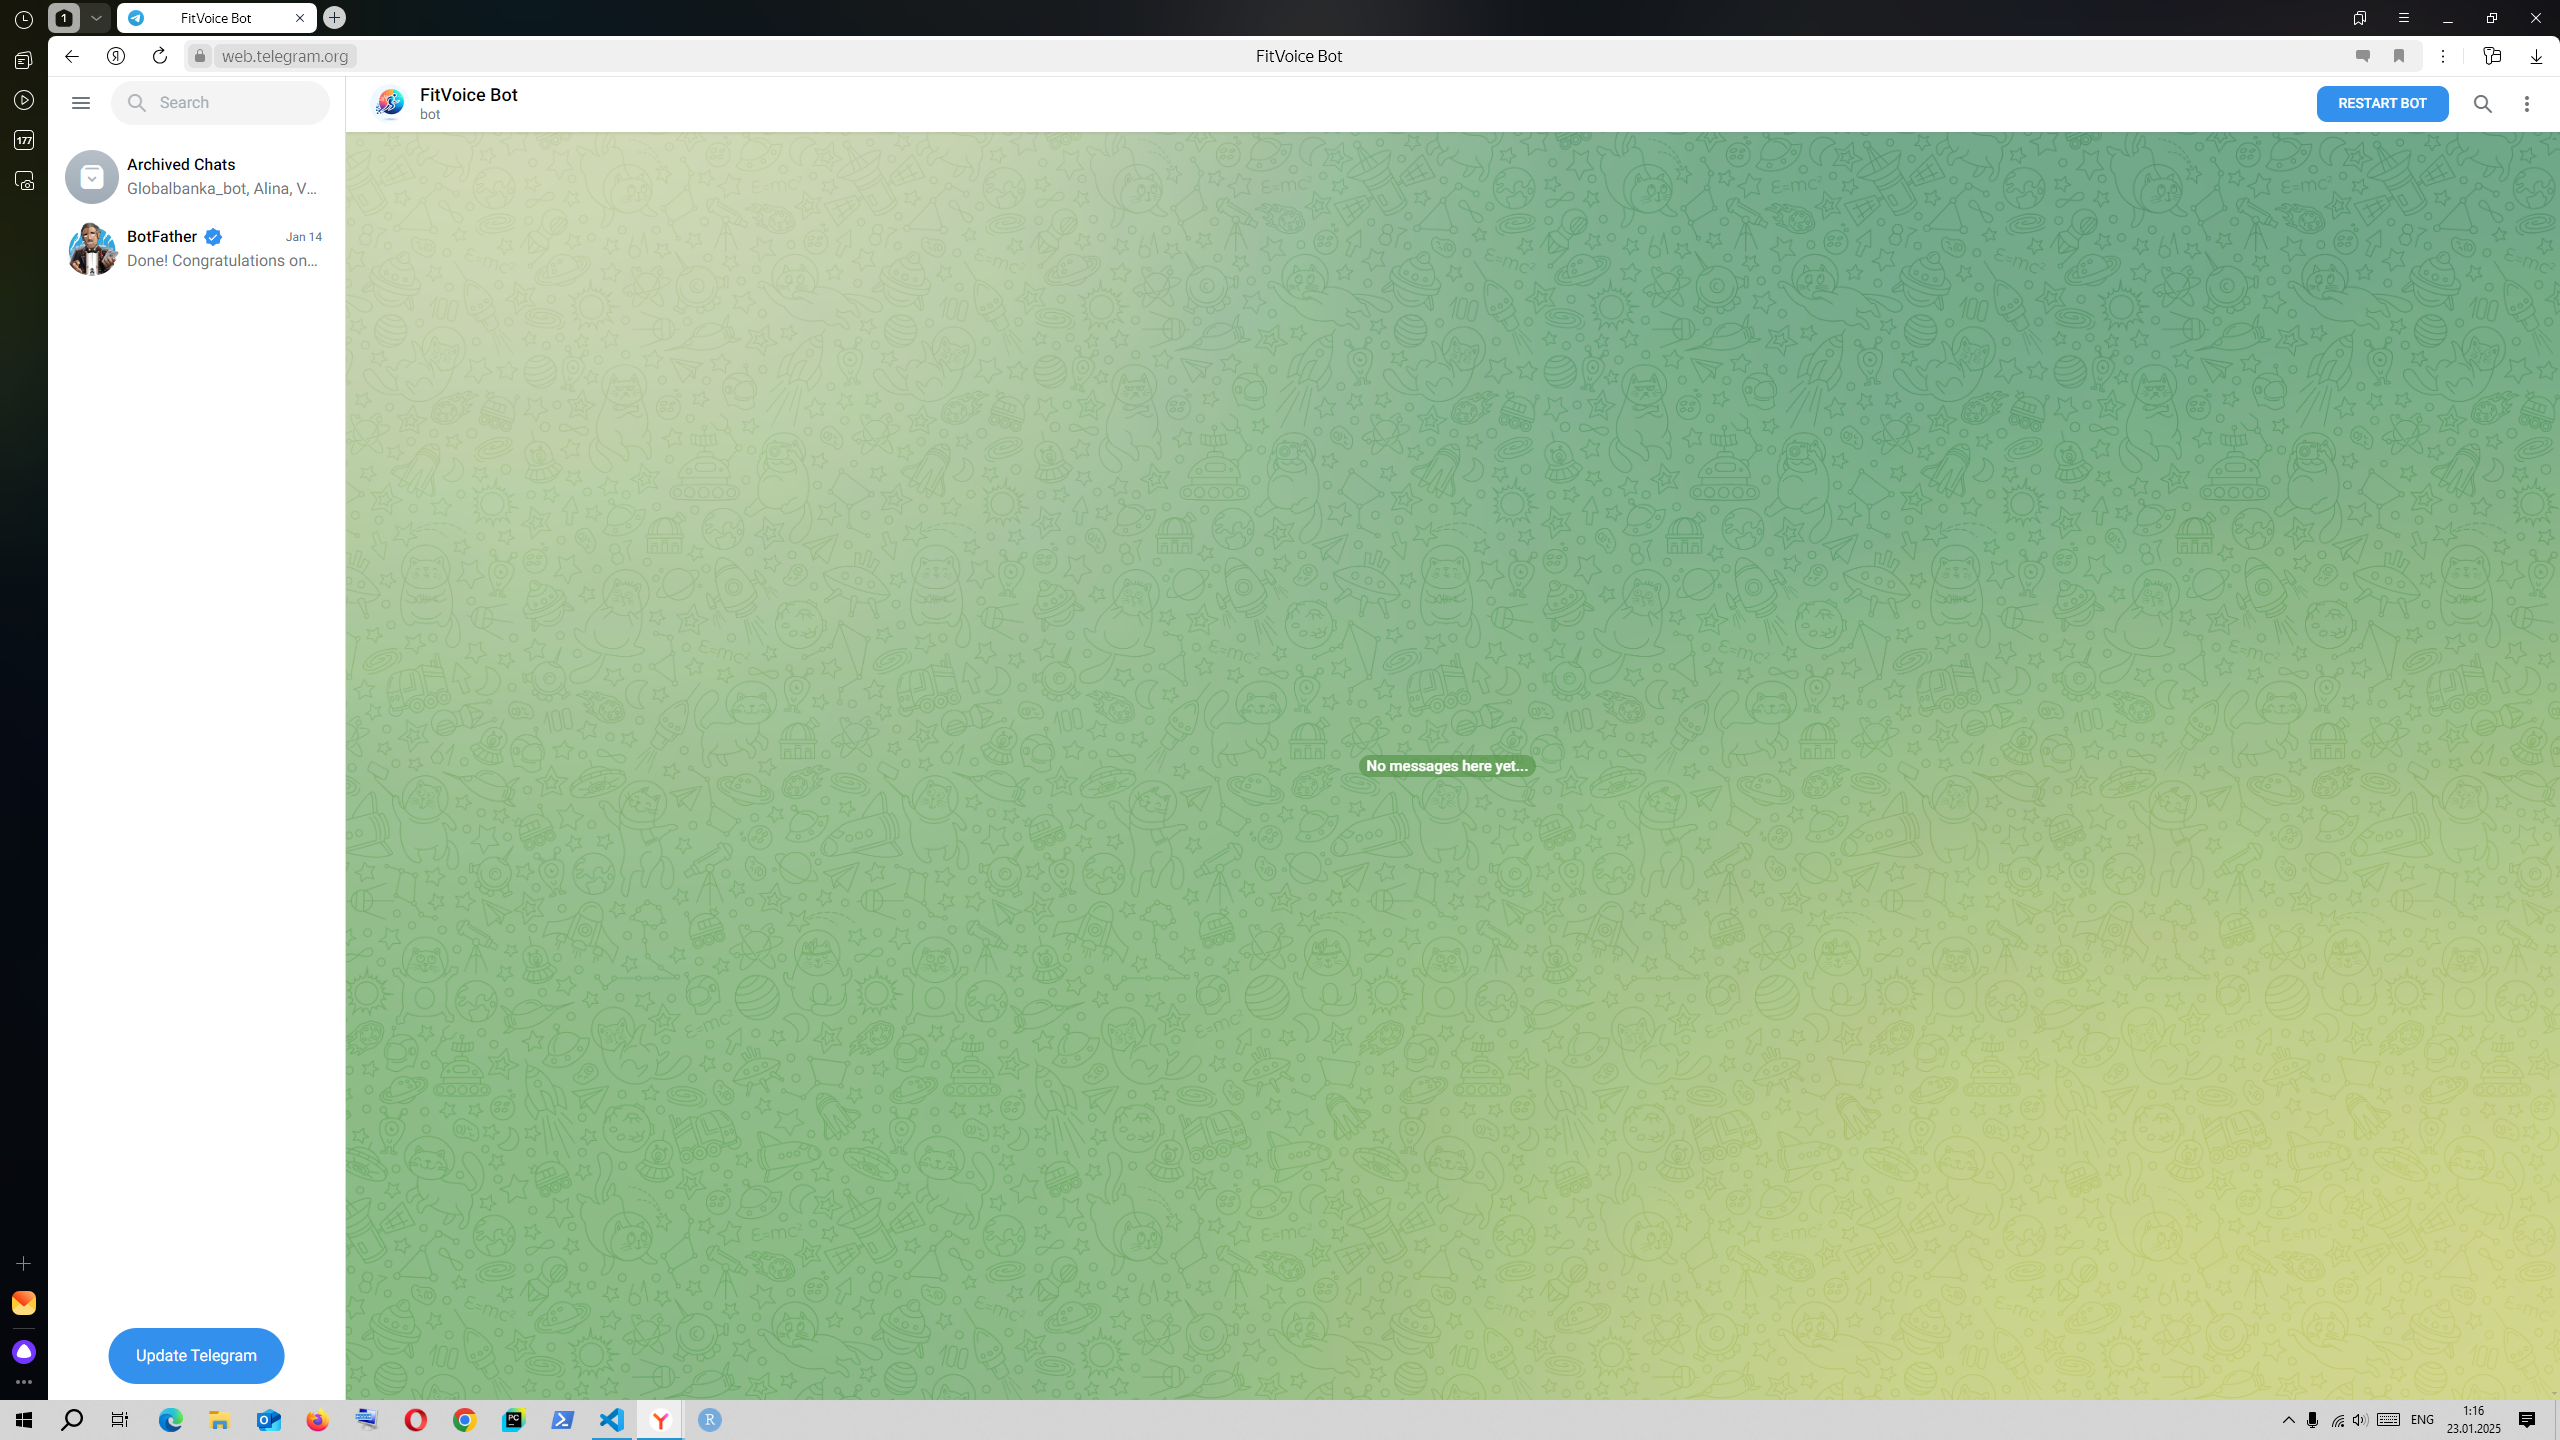 1
FitVoice Bot
web.telegram.org
FitVoice Bot
177
Search
FitVoice Bot
bot
RESTART BOT
Archived Chats
Globalbanka_bot, Alina, V...
BotFather
Jan 14
Done! Congratulations on...
No messages here yet...
Update Telegram
ENG
1:16
23.01.2025